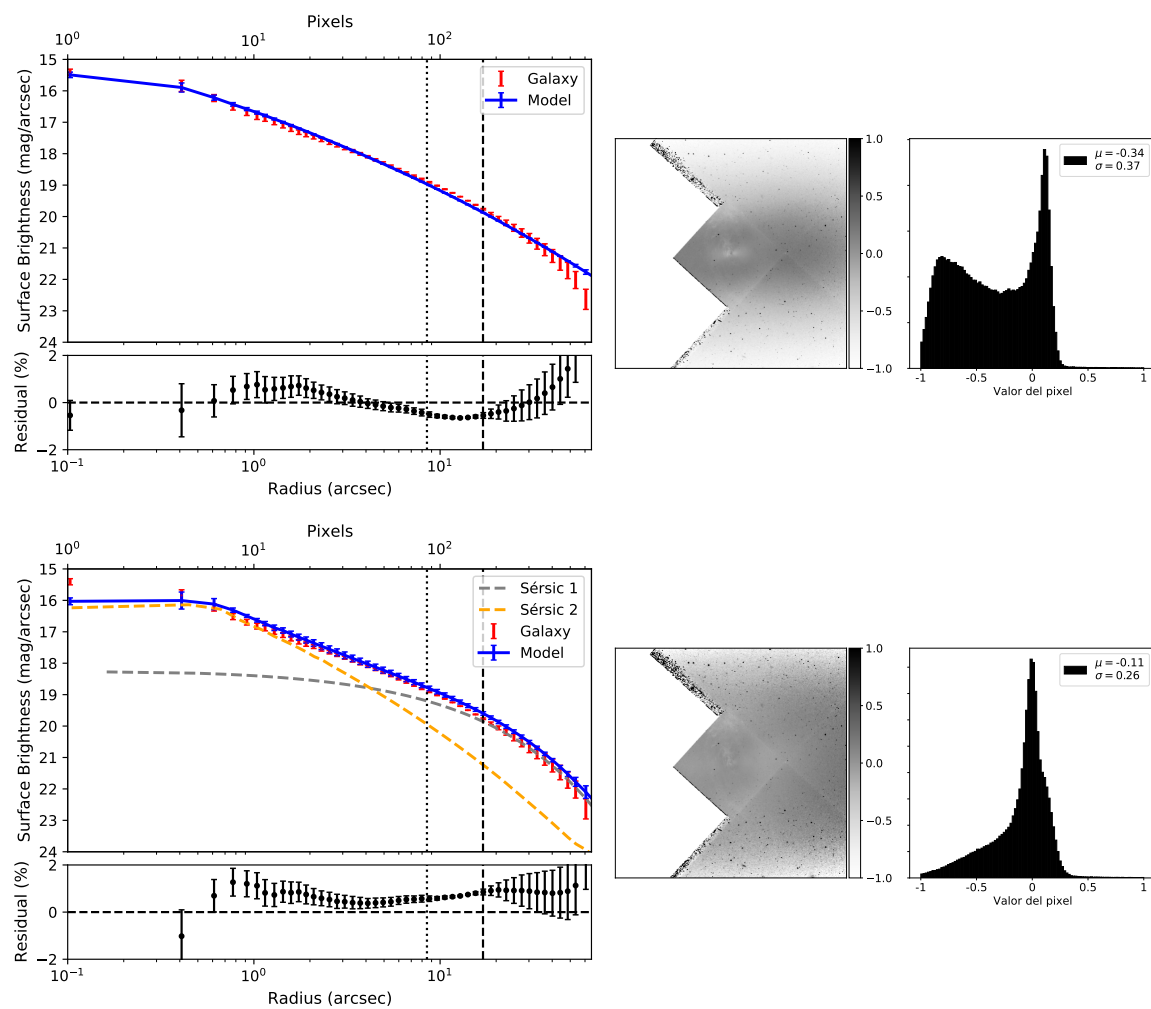 Pixels
10^0 10^1 10^2
15
16
17
18
19
20
21
22
23
24
Surface Brightness (mag/arcsec)
Galaxy
Model
2
0
−2
Residual (%)
10^−1 10^0 10^1
Radius (arcsec)
1.0
0.5
0.0
−0.5
−1.0
μ = -0.34
σ = 0.37
-1 -0.5 0 0.5 1
Valor del pixel
Pixels
10^0 10^1 10^2
15
16
17
18
19
20
21
22
23
24
Surface Brightness (mag/arcsec)
Sérsic 1
Sérsic 2
Galaxy
Model
2
0
−2
Residual (%)
10^−1 10^0 10^1
Radius (arcsec)
1.0
0.5
0.0
−0.5
−1.0
μ = -0.11
σ = 0.26
-1 -0.5 0 0.5 1
Valor del pixel